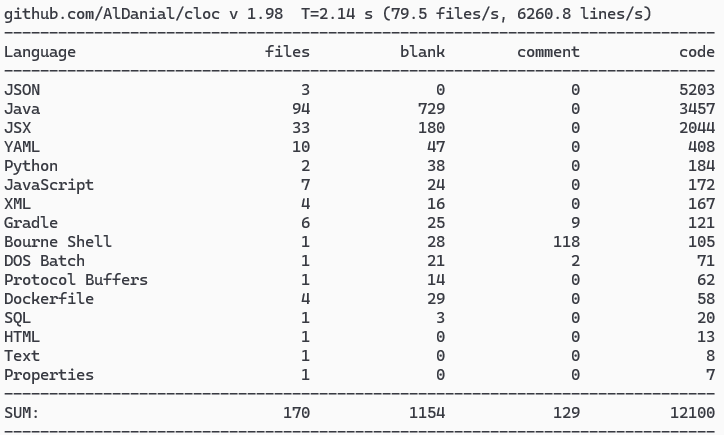 github.com/AlDanial/cloc v 1.98  T=2.14 s (79.5 files/s, 6260.8 lines/s)
-------------------------------------------------------------------------------
Language                     files          blank        comment           code
-------------------------------------------------------------------------------
JSON                             3              0              0           5203
Java                            94            729              0           3457
JSX                             33            180              0           2044
YAML                            10             47              0            408
Python                           2             38              0            184
JavaScript                       7             24              0            172
XML                              4             16              0            167
Gradle                           6             25              9            121
Bourne Shell                     1             28            118            105
DOS Batch                        1             21              2             71
Protocol Buffers                 1             14              0             62
Dockerfile                       4             29              0             58
SQL                              1              3              0             20
HTML                             1              0              0             13
Text                             1              0              0              8
Properties                       1              0              0              7
-------------------------------------------------------------------------------
SUM:                           170           1154            129          12100
-------------------------------------------------------------------------------